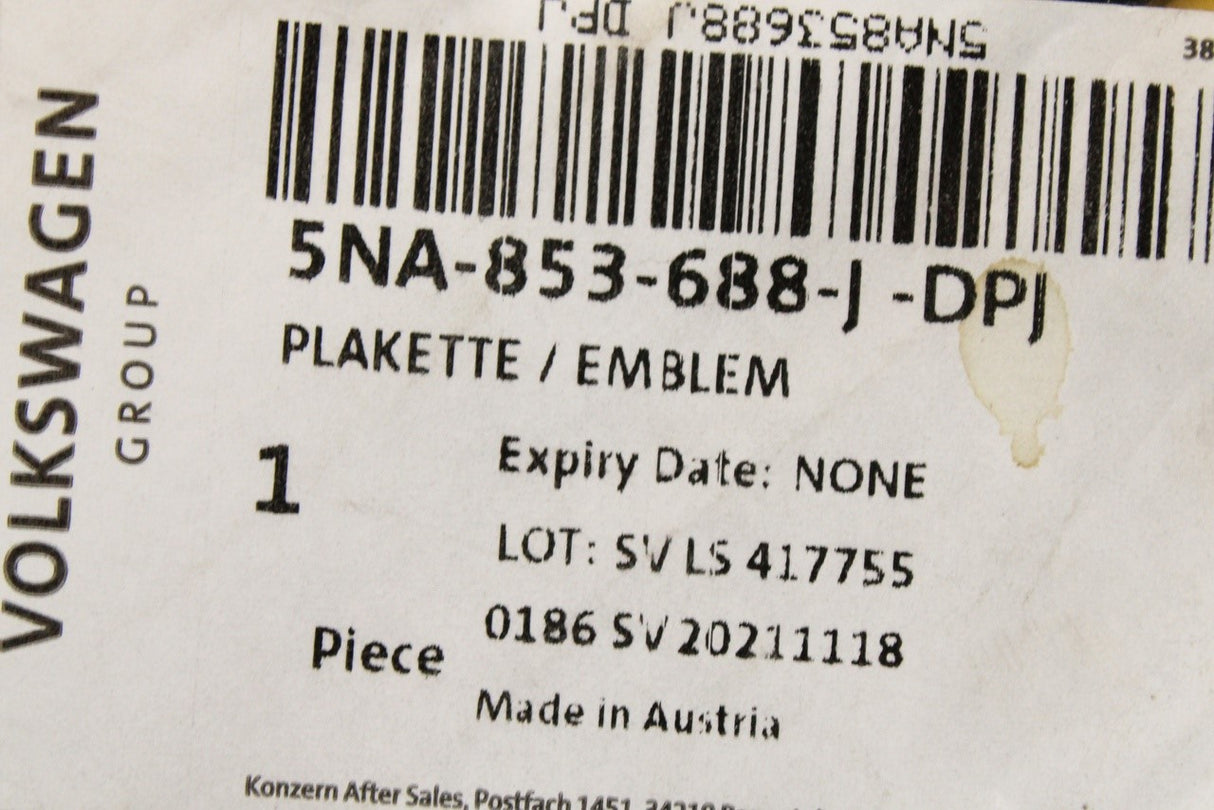 5NA853688J DPJ
38
5NA-853-688-J -DPJ
PLAKETTE / EMBLEM
1
Piece
Expiry Date: NONE
LOT: SV LS 417755
0186 SV 20211118
Made in Austria
Konzern After Sales, Postfach 1451, 34219
VOLKSWAGEN
GROUP